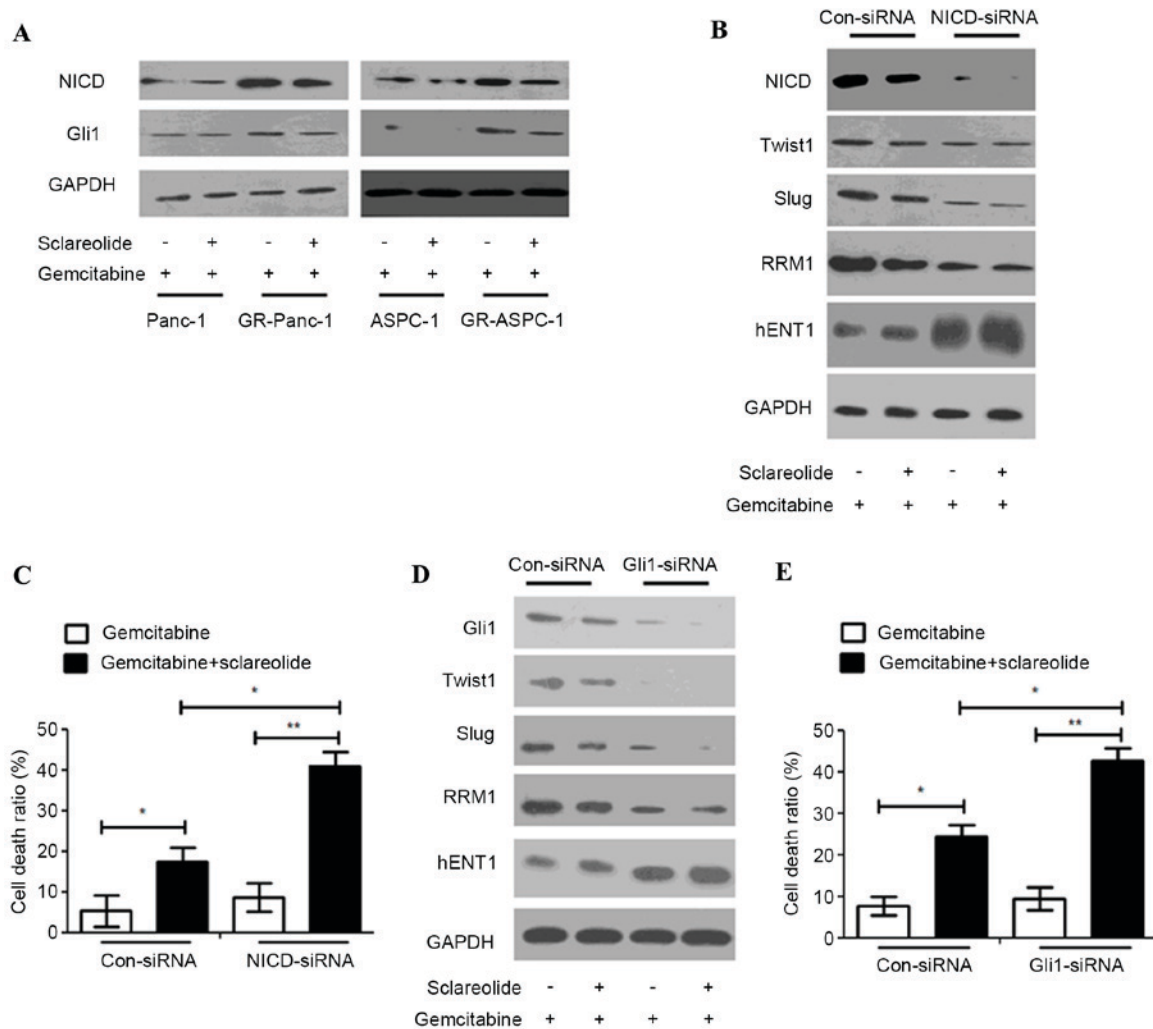 A
NICD
Gli1
GAPDH
Sclareolide - + - + - + - +
Gemcitabine + + + + + + + +
Panc-1 GR-Panc-1 ASPC-1 GR-ASPC-1
B
Con-siRNA NICD-siRNA
NICD
Twist1
Slug
RRM1
hENT1
GAPDH
Sclareolide - + - +
Gemcitabine + + + +
C
Gemcitabine
Gemcitabine+sclareolide
*
**
*
Cell death ratio (%)
50
40
30
20
10
0
Con-siRNA NICD-siRNA
D
Con-siRNA Gli1-siRNA
Gli1
Twist1
Slug
RRM1
hENT1
GAPDH
Sclareolide - + - +
Gemcitabine + + + +
E
Gemcitabine
Gemcitabine+sclareolide
*
**
*
Cell death ratio (%)
50
40
30
20
10
0
Con-siRNA Gli1-siRNA